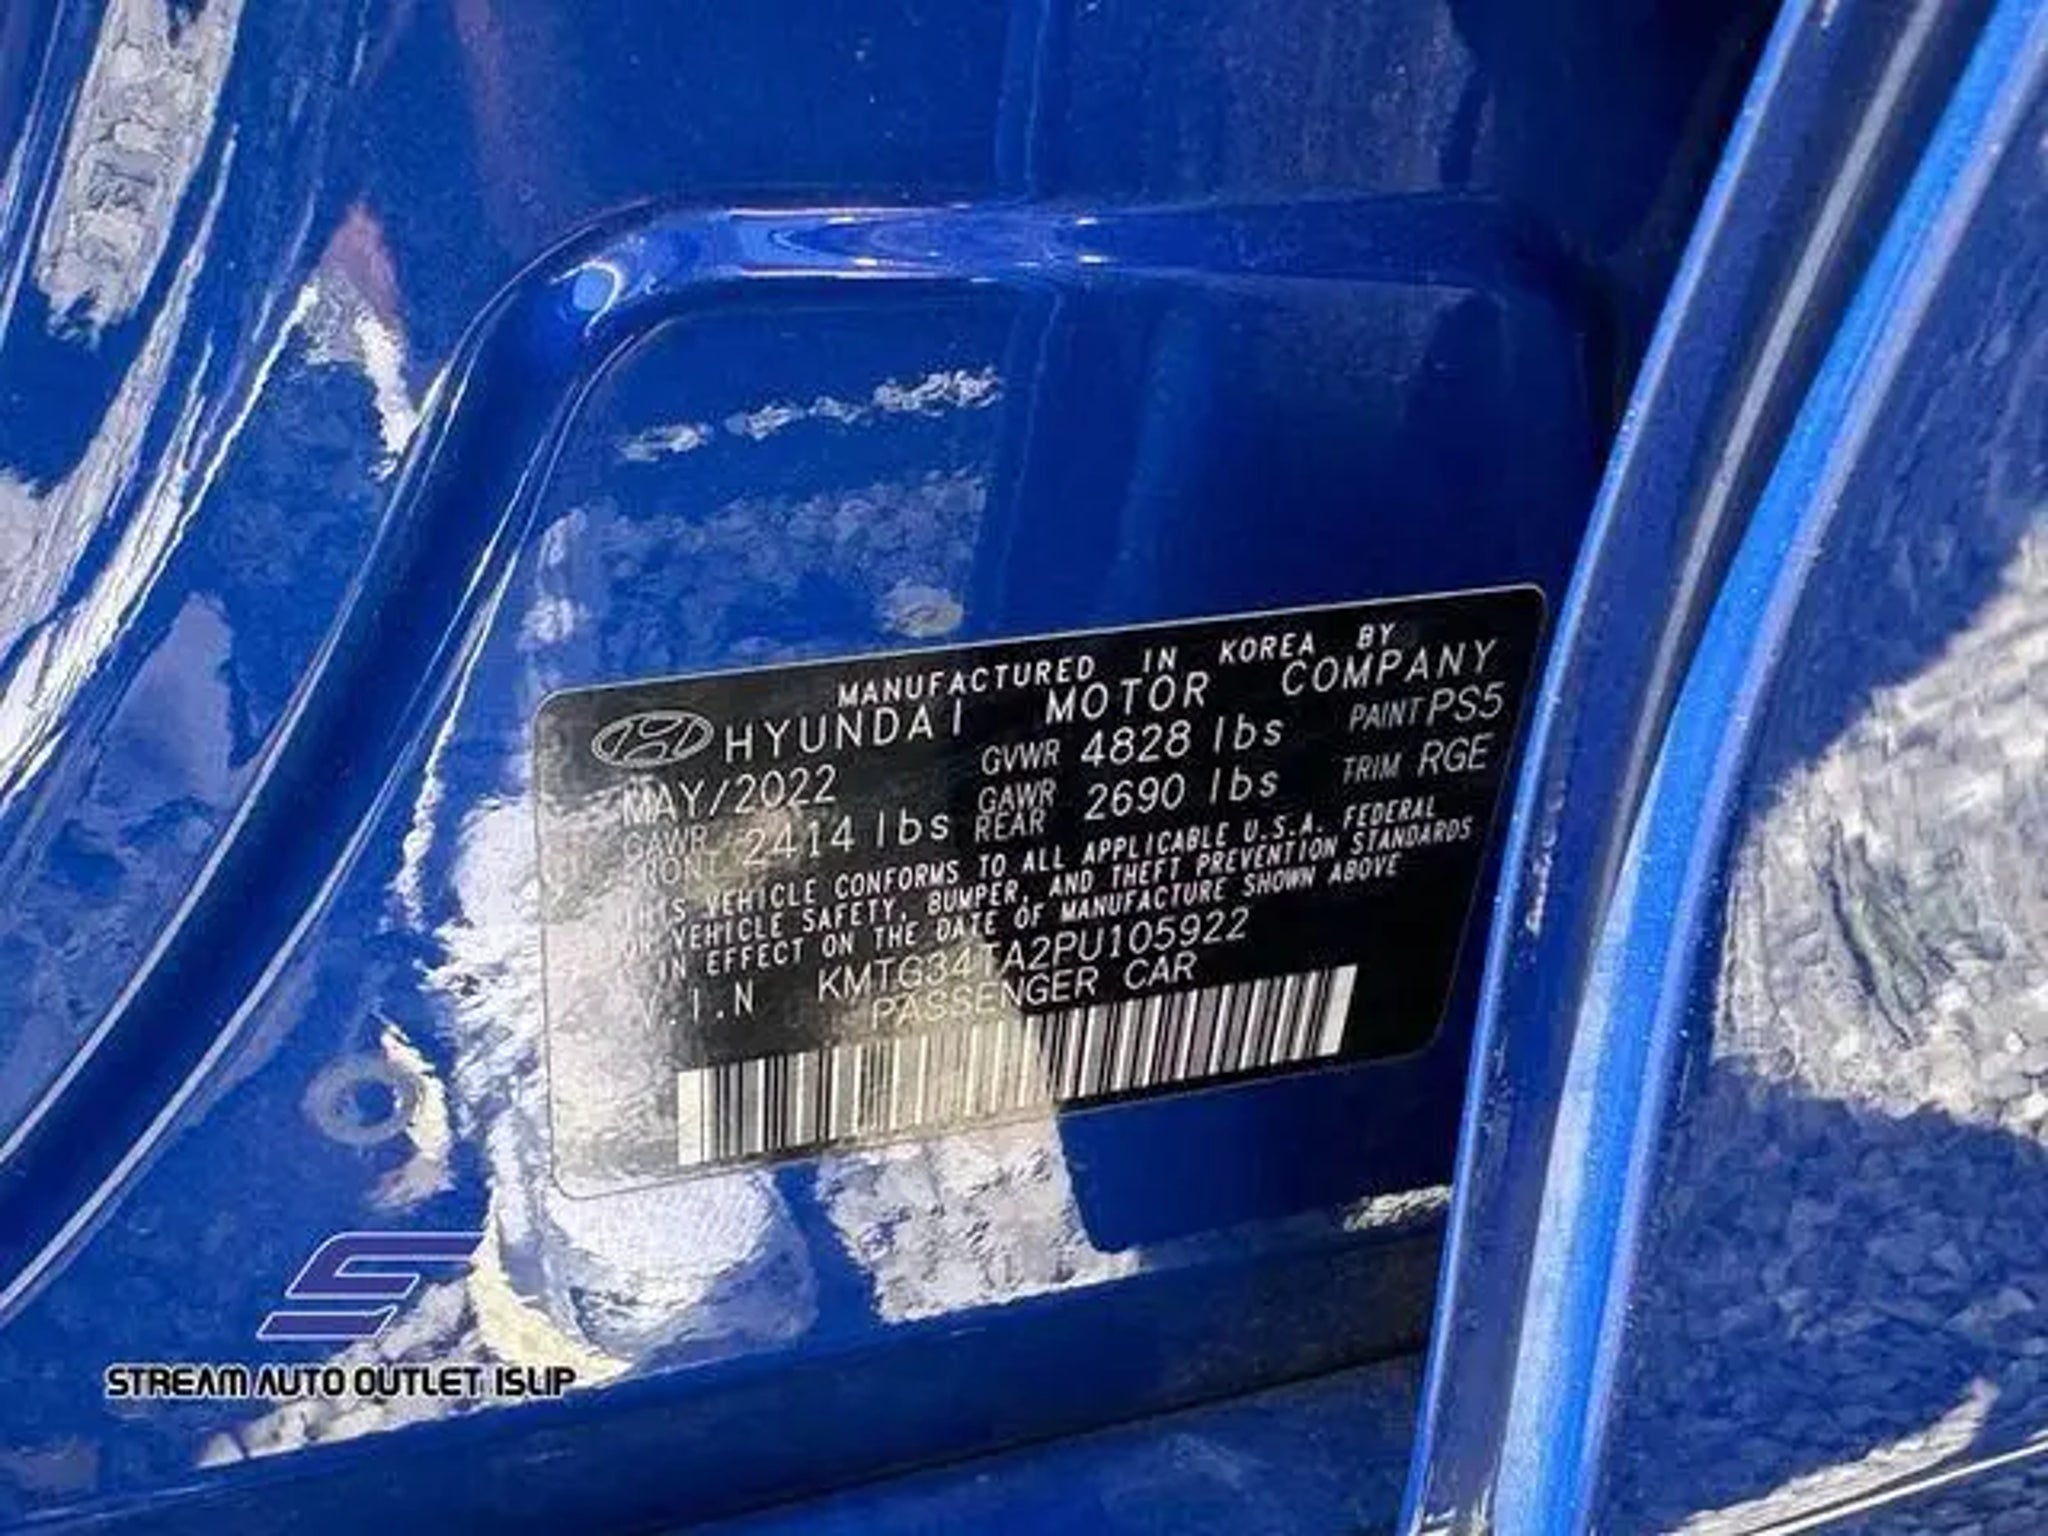 MANUFACTURED IN KOREA BY
HYUNDAI MOTOR COMPANY
MAY/2022 GVWR 4828 lbs PAINT PS5
GAWR FRONT 2414 lbs GAWR REAR 2690 lbs TRIM RGE
THIS VEHICLE CONFORMS TO ALL APPLICABLE U.S.A. FEDERAL
OR VEHICLE SAFETY, BUMPER, AND THEFT PREVENTION STANDARDS
IN EFFECT ON THE DATE OF MANUFACTURE SHOWN ABOVE
V.I.N KMTG34TA2PU105922
PASSENGER CAR
STREAM AUTO OUTLET ISLIP